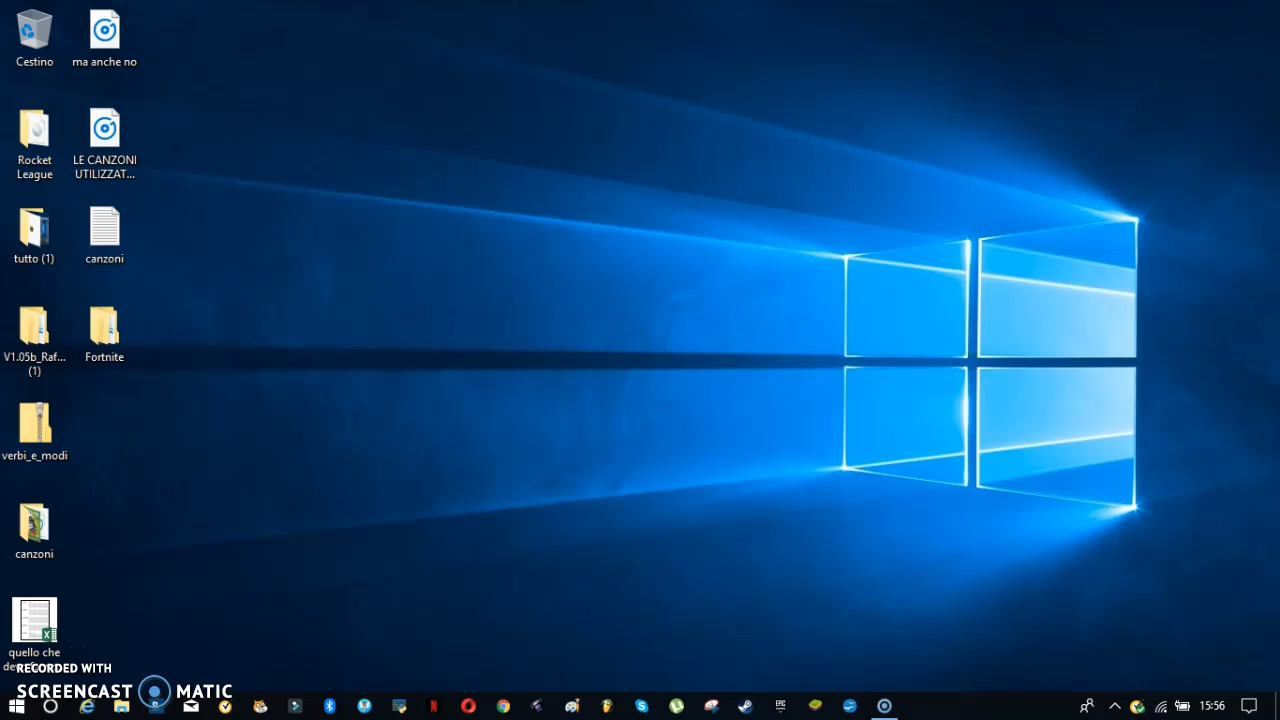 Cestino
ma anche no
Rocket
League
LE CANZONI
UTILIZZAT...
tutto (1)
canzoni
V1.05b_Raf...
(1)
Fortnite
verbi_e_modi
canzoni
quello che
RECORDED WITH
SCREENCAST MATIC
EPIC
15:56